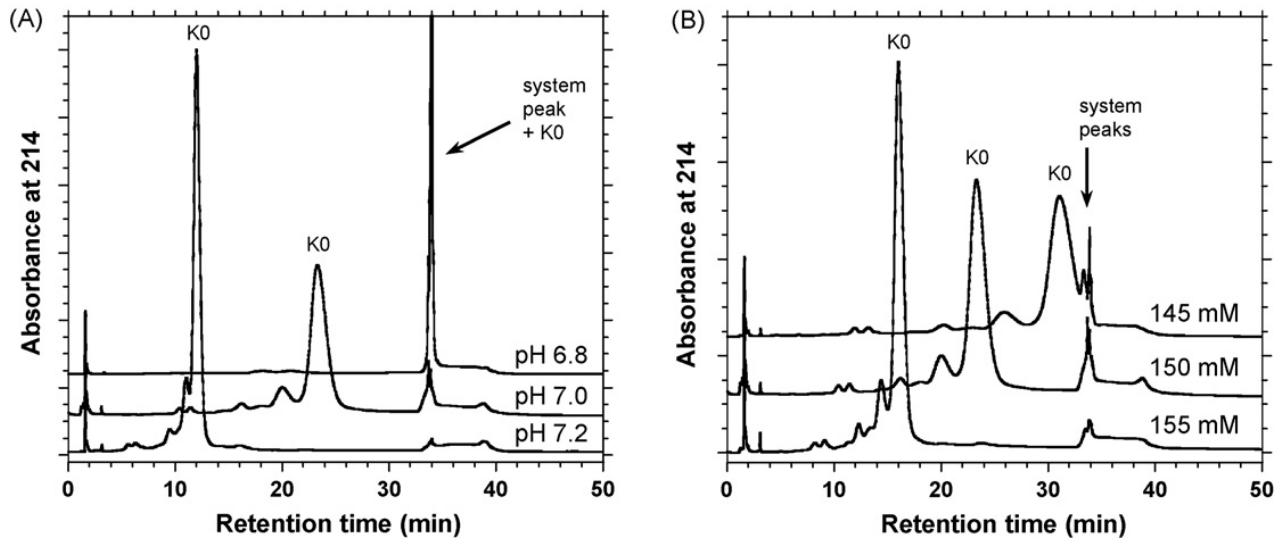 (A)
K0
K0
system
peak
+ K0
pH 6.8
pH 7.0
pH 7.2
Absorbance at 214
0 10 20 30 40 50
Retention time (min)
(B)
K0
K0
K0
system
peaks
145 mM
150 mM
155 mM
Absorbance at 214
0 10 20 30 40 50
Retention time (min)